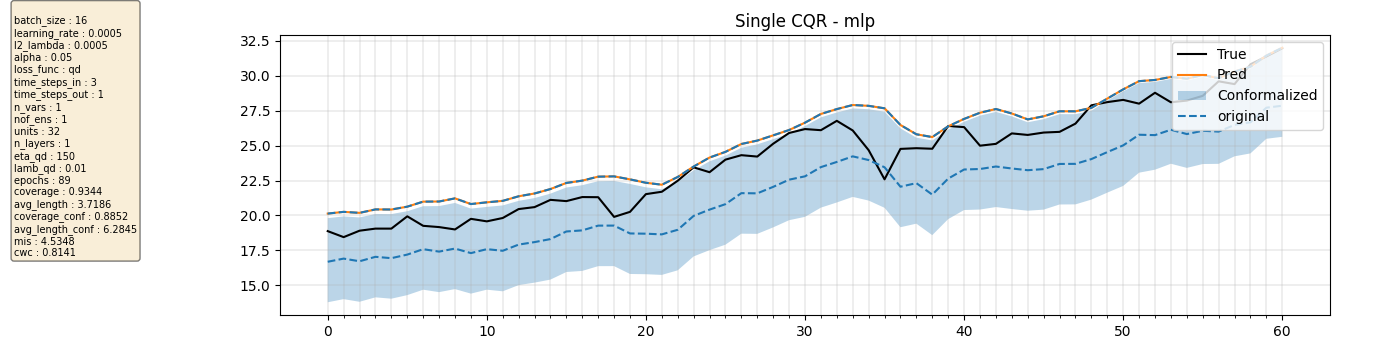 batch_size : 16
learning_rate : 0.0005
l2_lambda : 0.0005
alpha : 0.05
loss_func : qd
time_steps_in : 3
time_steps_out : 1
n_vars : 1
nof_ens : 1
units : 32
n_layers : 1
eta_qd : 150
lamb_qd : 0.01
epochs : 89
coverage : 0.9344
avg_length : 3.7186
coverage_conf : 0.8852
avg_length_conf : 6.2845
mis : 4.5348
cwc : 0.8141
Single CQR - mlp
32.5
30.0
27.5
25.0
22.5
20.0
17.5
15.0
True
Pred
Conformalized
original
0
10
20
30
40
50
60